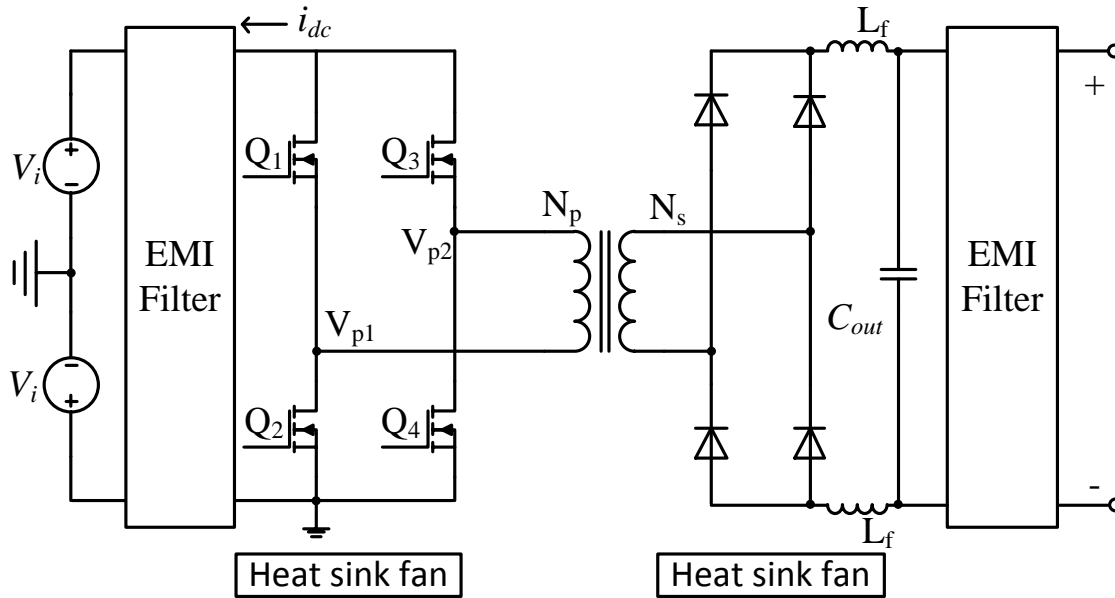 i_dc
L_f
+
V_i
+
-
Q_1
Q_3
N_p
N_s
V_p2
EMI
Filter
EMI
Filter
C_out
V_p1
V_i
-
+
Q_2
Q_4
-
L_f
Heat sink fan
Heat sink fan